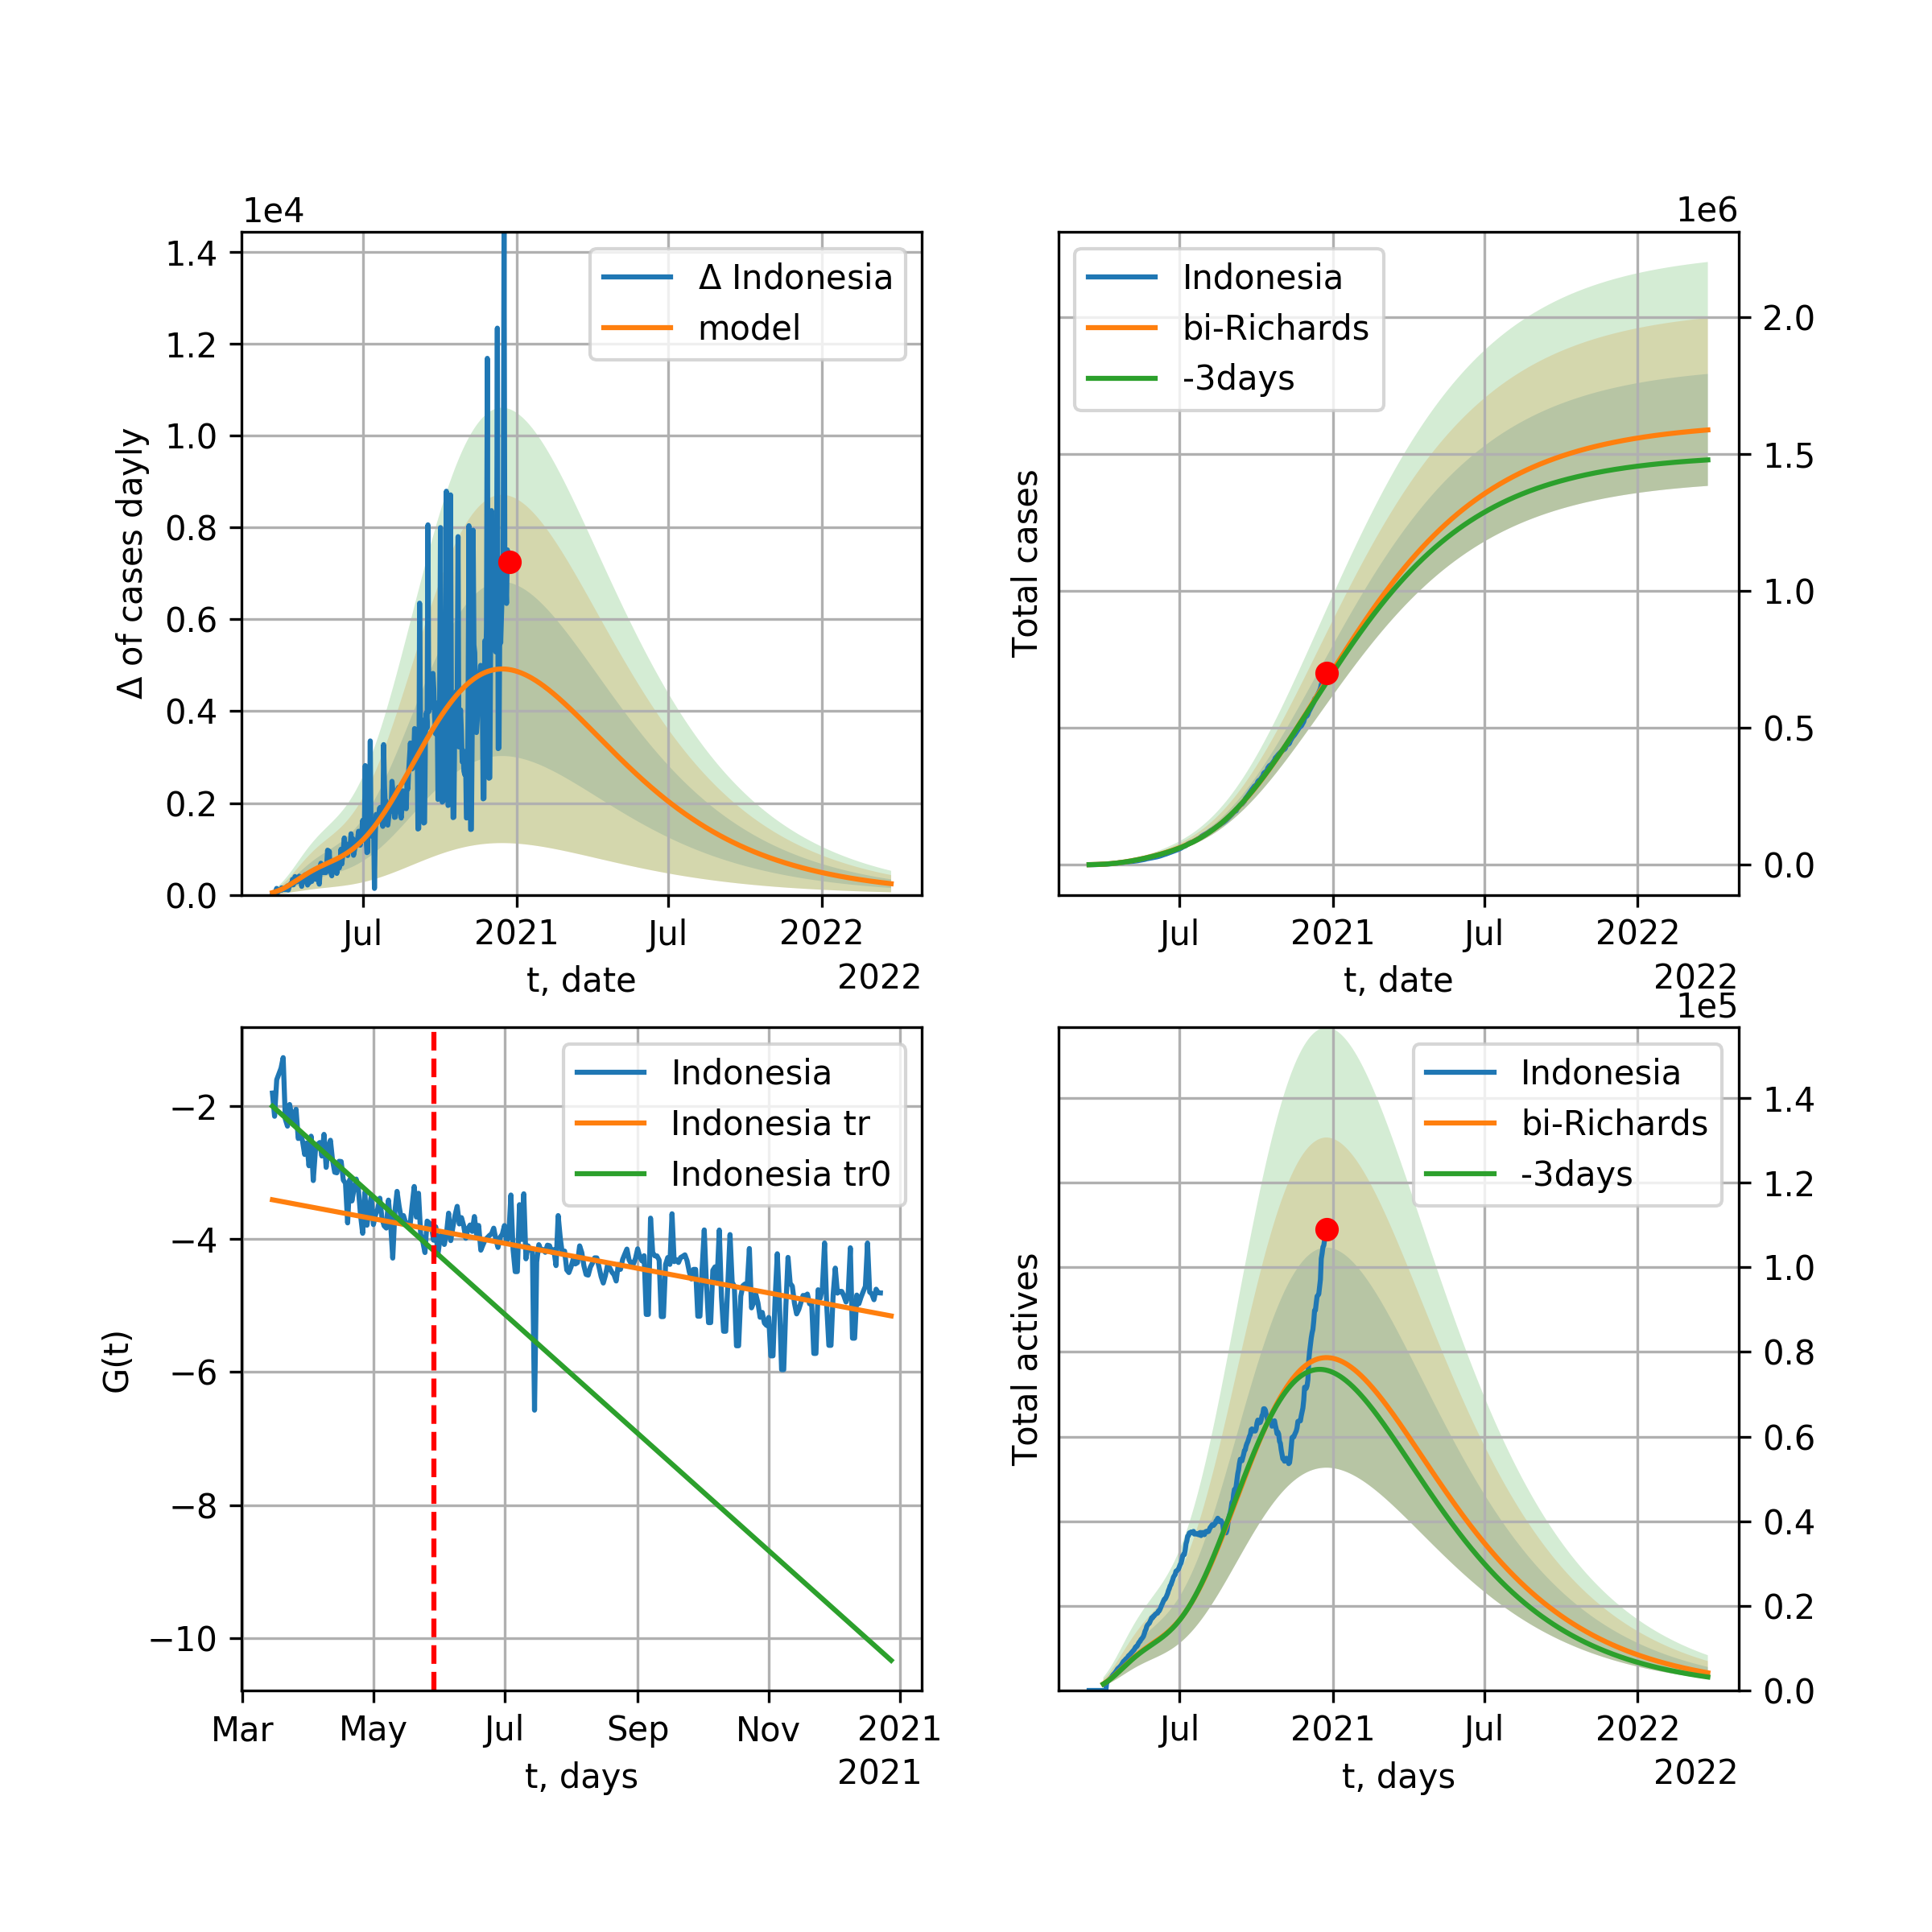 1e4
1.4
1.2
1.0
0.8
0.6
0.4
0.2
0.0
Δ of cases dayly
Δ Indonesia
model
Jul
2021
Jul
2022
t, date
2022
1e6
Indonesia
bi-Richards
-3days
Total cases
2.0
1.5
1.0
0.5
0.0
Jul
2021
Jul
2022
t, date
2022
−2
−4
−6
−8
−10
G(t)
Indonesia
Indonesia tr
Indonesia tr0
Mar
May
Jul
Sep
Nov
2021
t, days
2021
1e5
Indonesia
bi-Richards
-3days
Total actives
1.4
1.2
1.0
0.8
0.6
0.4
0.2
0.0
Jul
2021
Jul
2022
t, days
2022